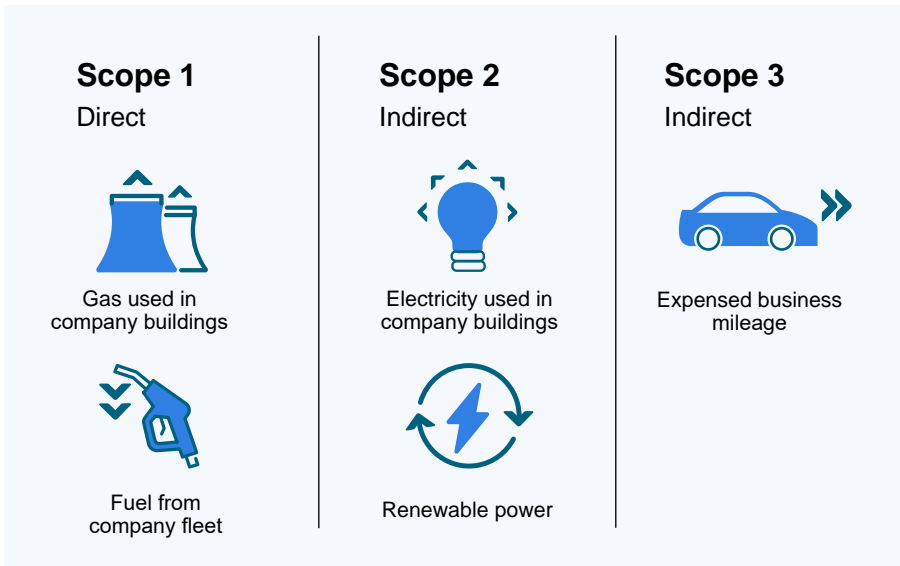 Scope 1
Direct
Gas used in
company buildings
Fuel from
company fleet
Scope 2
Indirect
Electricity used in
company buildings
Renewable power
Scope 3
Indirect
Expensed business
mileage